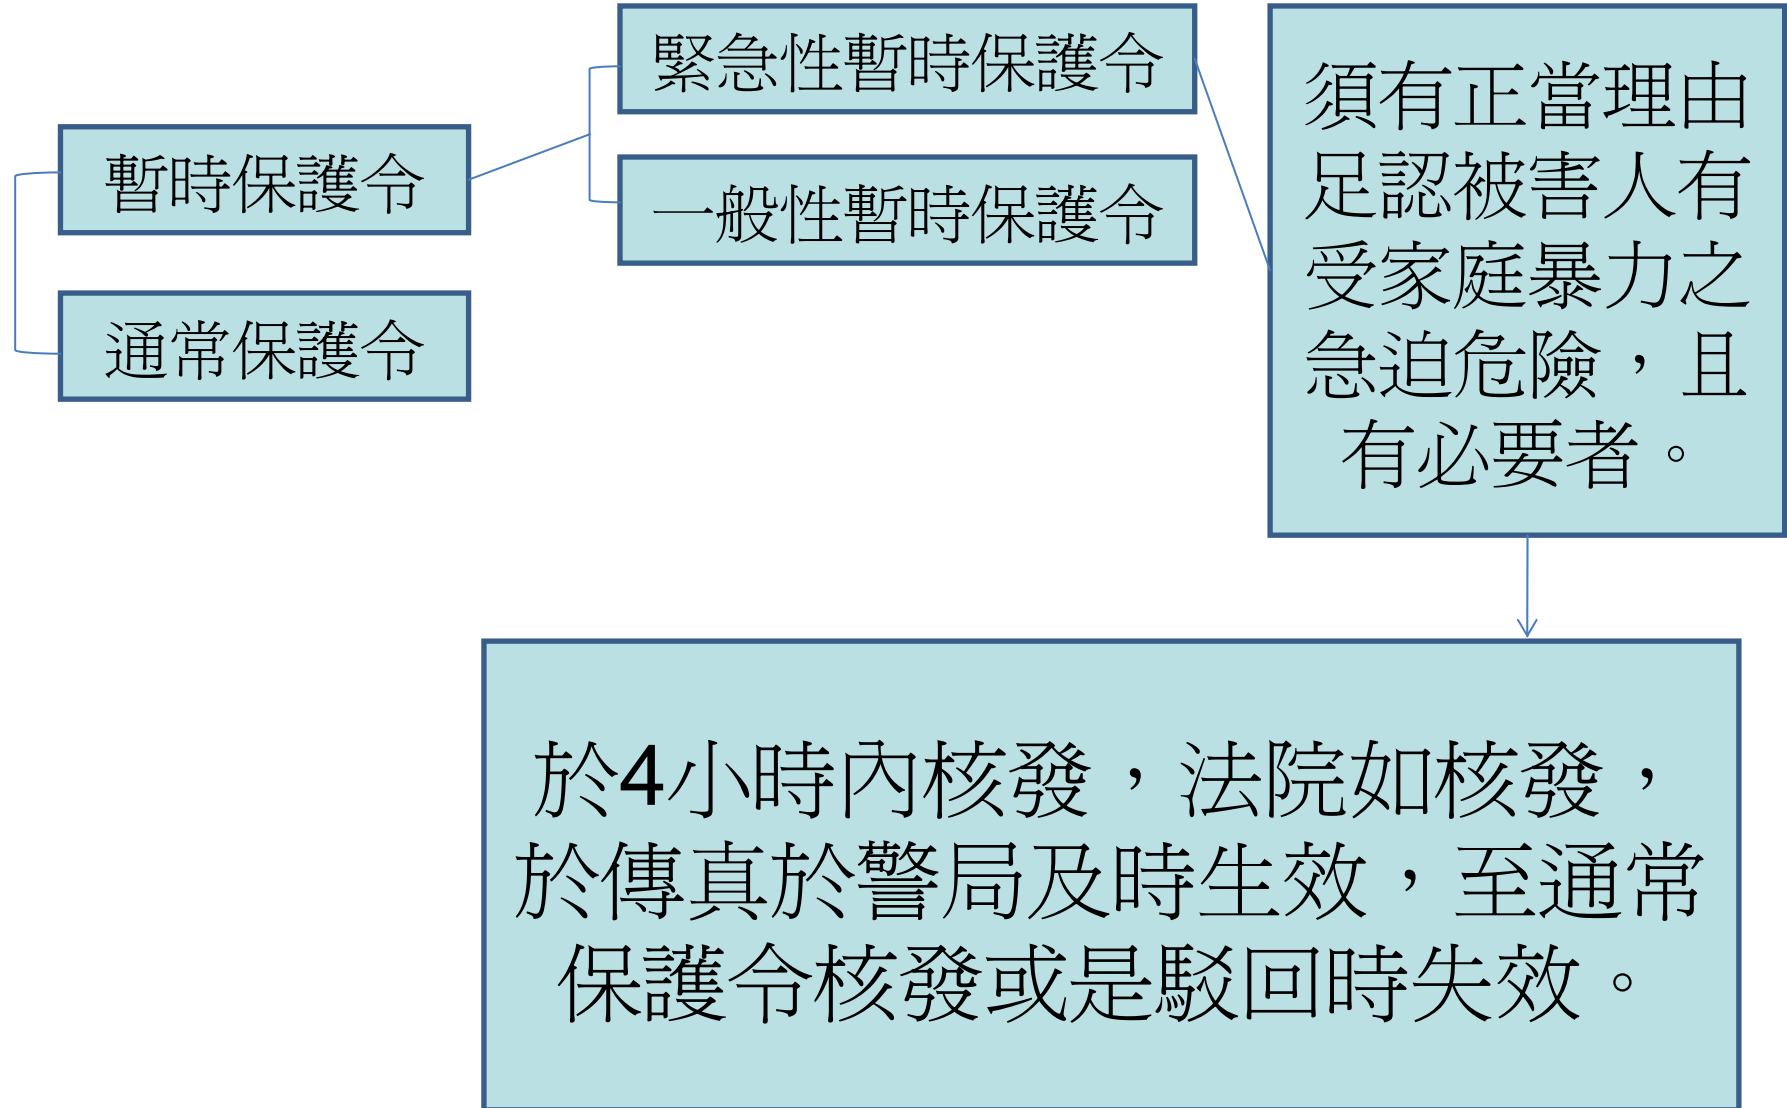 緊急性暫時保護令
暫時保護令
一般性暫時保護令
通常保護令
須有正當理由
足認被害人有
受家庭暴力之
急迫危險，且
有必要者。
於4小時內核發，法院如核發，
於傳真於警局及時生效，至通常
保護令核發或是駁回時失效。